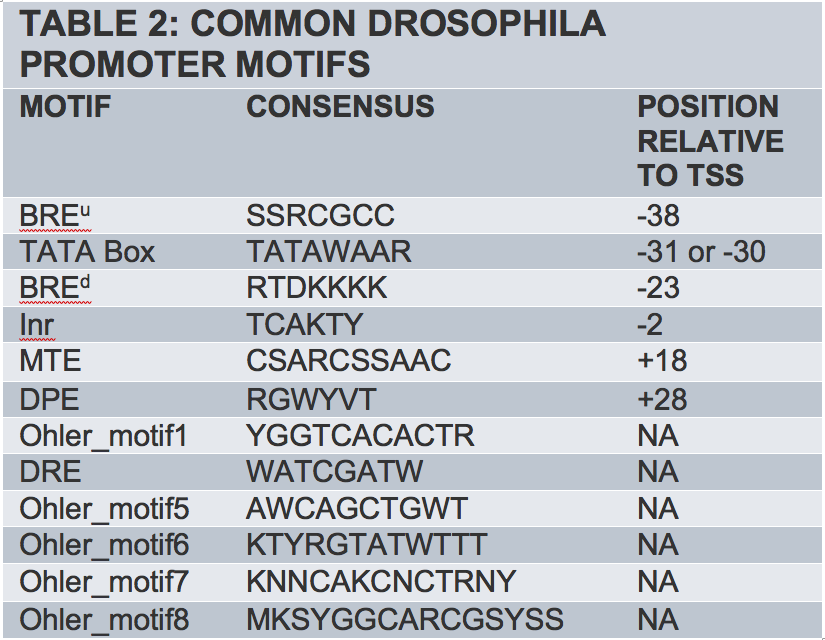 TABLE 2: COMMON DROSOPHILA
PROMOTER MOTIFS
MOTIF CONSENSUS POSITION
RELATIVE
TO TSS
BREᵘ SSRCGCC -38
TATA Box TATAWAAR -31 or -30
BREᵈ RTDKKKK -23
Inr TCAKTY -2
MTE CSARCSSAAC +18
DPE RGWYVT +28
Ohler_motif1 YGGTCACACTR NA
DRE WATCGATW NA
Ohler_motif5 AWCAGCTGWT NA
Ohler_motif6 KTYRGTATWTTT NA
Ohler_motif7 KNNCAKCNCTRNY NA
Ohler_motif8 MKSYGGCARCGSYSS NA